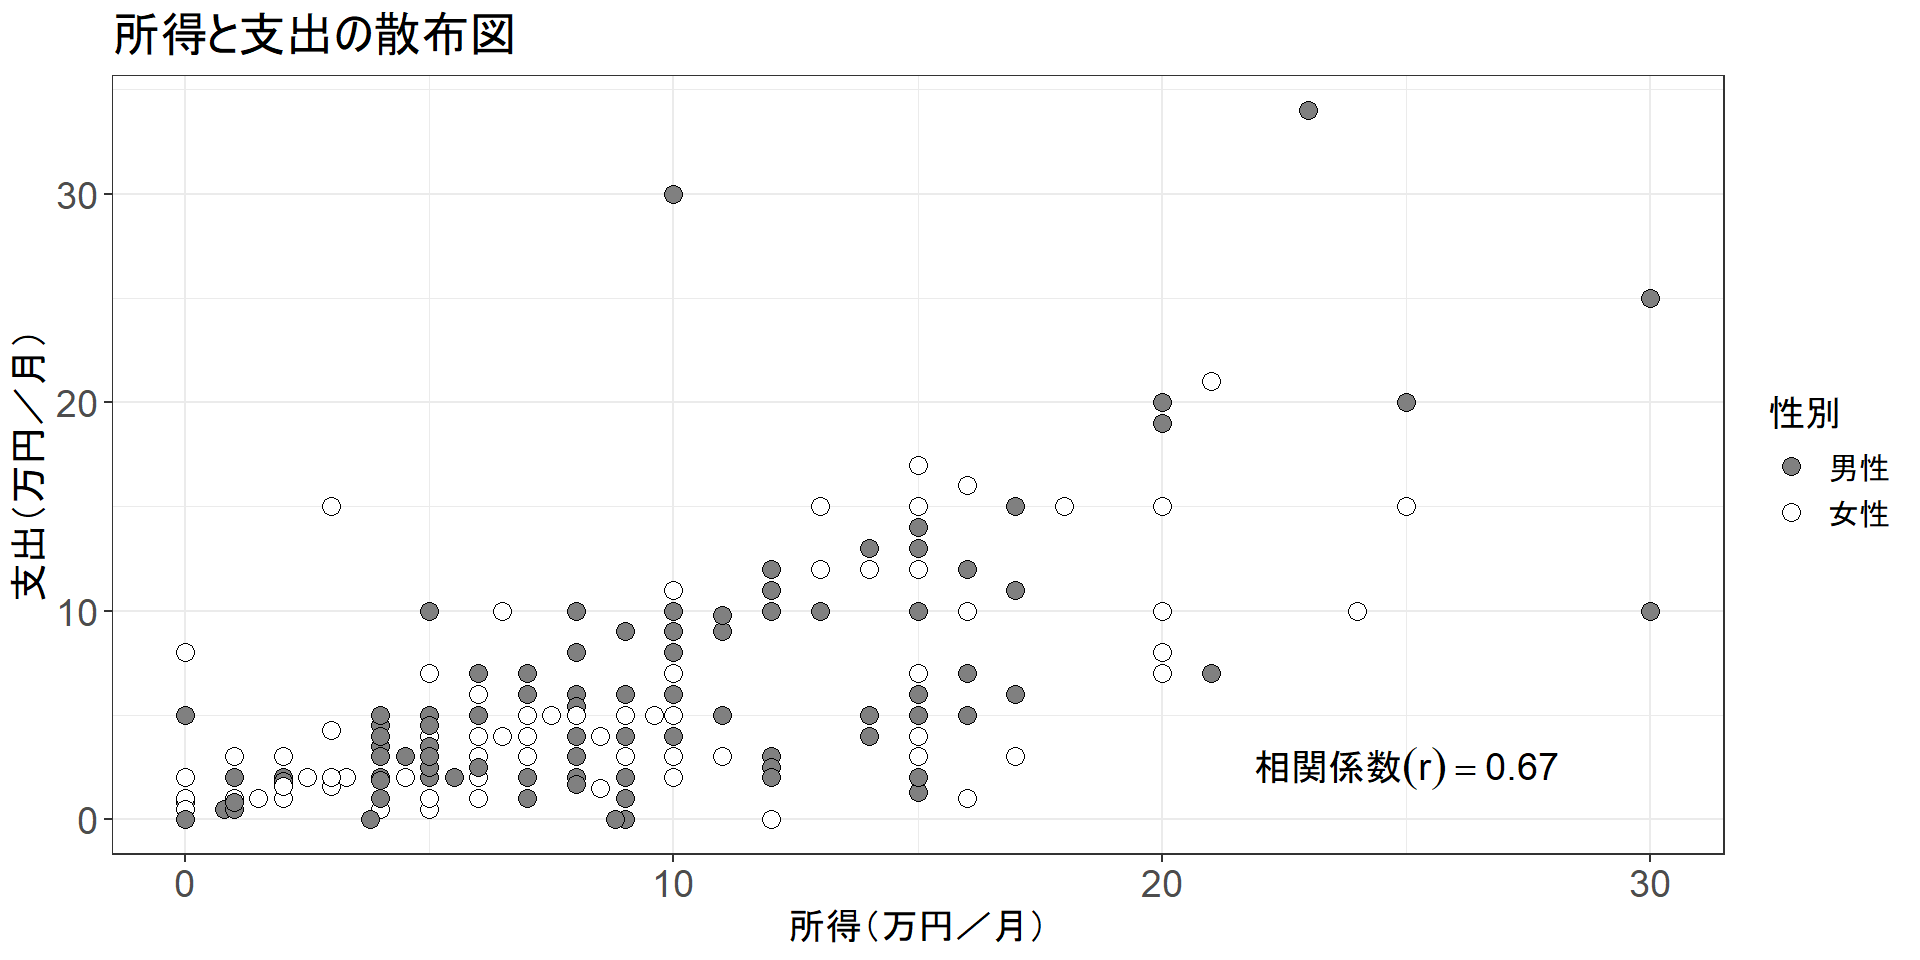 所得と支出の散布図
支出(万円／月)
30
20
10
0
0
10
20
30
所得(万円／月)
相関係数(r) = 0.67
性別
男性
女性